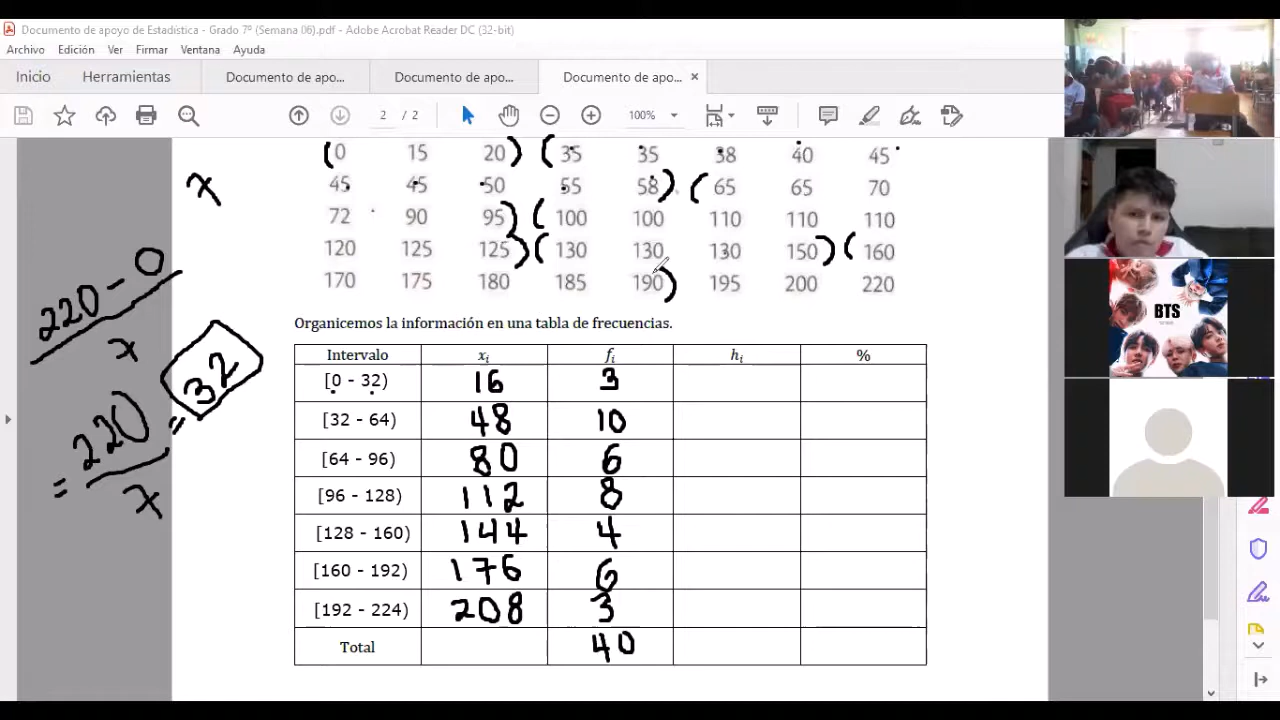 Documento de apoyo de Estadística - Grado 7º (Semana 06).pdf - Adobe Acrobat Reader DC (32-bit)
Archivo Edición Ver Firmar Ventana Ayuda
Inicio Herramientas Documento de apo... Documento de apo... Documento de apo... ×
2 / 2 100%
(0 15 20) (35 35 38 40 45
45 45 50 55 58) (65 65 70
72 90 95) (100 100 110 110 110
120 125 125) (130 130 130 150) (160
170 175 180 185 190) 195 200 220
7
220 - 0
7
= 220 = 32
7
Organicemos la información en una tabla de frecuencias.
Intervalo xi fi hi %
[0 - 32) 16 3
[32 - 64) 48 10
[64 - 96) 80 6
[96 - 128) 112 8
[128 - 160) 144 4
[160 - 192) 176 6
[192 - 224) 208 3
Total 40
BTS